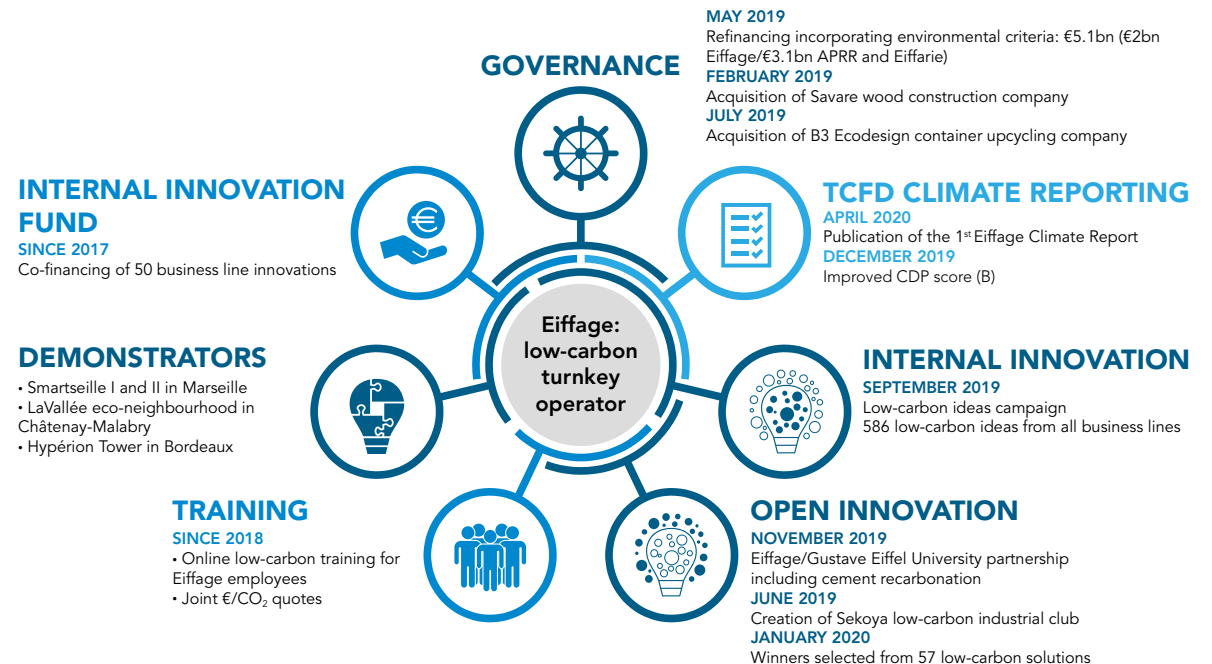 GOVERNANCE
MAY 2019
Refinancing incorporating environmental criteria: €5.1bn (€2bn
Eiffage/€3.1bn APRR and Eiffarie)
FEBRUARY 2019
Acquisition of Savare wood construction company
JULY 2019
Acquisition of B3 Ecodesign container upcycling company
INTERNAL INNOVATION
FUND
SINCE 2017
Co-financing of 50 business line innovations
TCFD CLIMATE REPORTING
APRIL 2020
Publication of the 1st Eiffage Climate Report
DECEMBER 2019
Improved CDP score (B)
Eiffage:
low-carbon
turnkey
operator
DEMONSTRATORS
• Smartseille I and II in Marseille
• LaVallée eco-neighbourhood in
Châtenay-Malabry
• Hypérion Tower in Bordeaux
INTERNAL INNOVATION
SEPTEMBER 2019
Low-carbon ideas campaign
586 low-carbon ideas from all business lines
TRAINING
SINCE 2018
• Online low-carbon training for
Eiffage employees
• Joint €/CO₂ quotes
OPEN INNOVATION
NOVEMBER 2019
Eiffage/Gustave Eiffel University partnership
including cement recarbonation
JUNE 2019
Creation of Sekoya low-carbon industrial club
JANUARY 2020
Winners selected from 57 low-carbon solutions